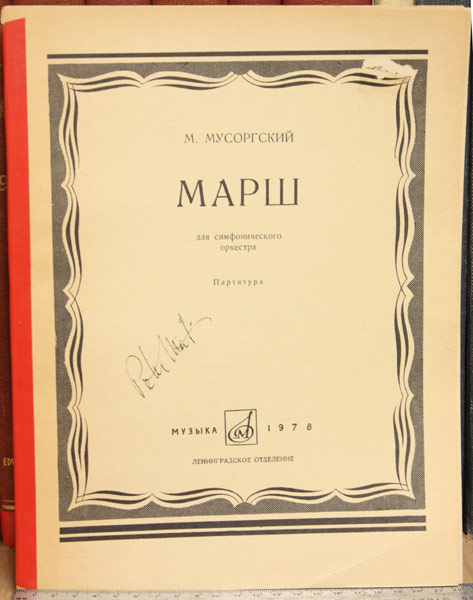 М. МУСОРГСКИЙ
МАРШ
для симфонического
оркестра
Партитура
МУЗЫКА 1978
ЛЕНИНГРАДСКОЕ ОТДЕЛЕНИЕ